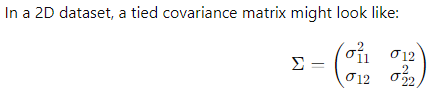 In a 2D dataset, a tied covariance matrix might look like:
Σ = (σ²₁₁ σ₁₂
σ₁₂ σ²₂₂)